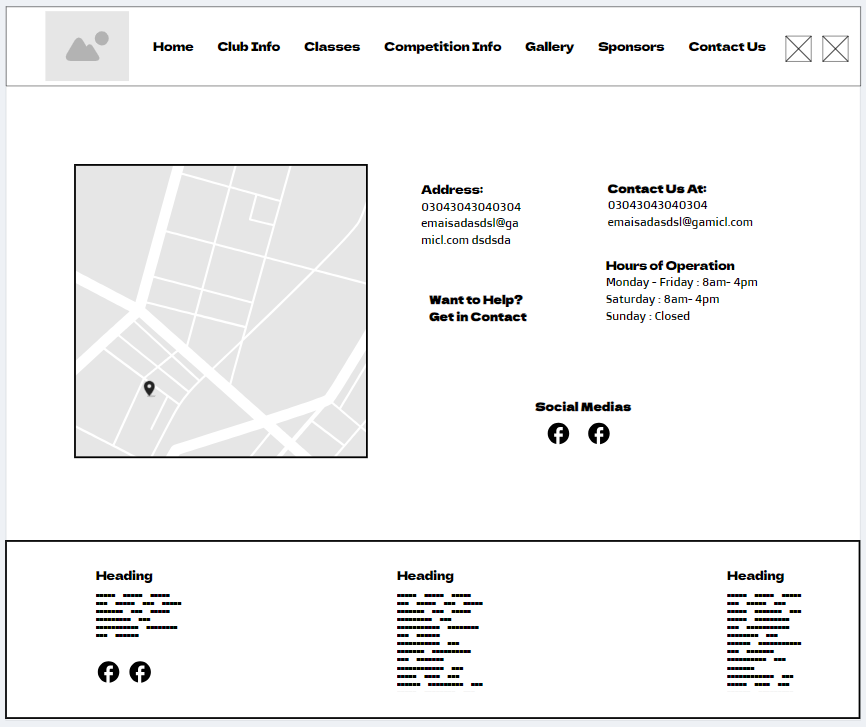 Home Club Info Classes Competition Info Gallery Sponsors Contact Us
Address:
03043043040304
emaisadasdsl@ga
micl.com dsdsda
Want to Help?
Get in Contact
Contact Us At:
03043043040304
emaisadasdsl@gamicl.com
Hours of Operation
Monday - Friday : 8am- 4pm
Saturday : 8am- 4pm
Sunday : Closed
Social Medias
Heading
Heading
Heading